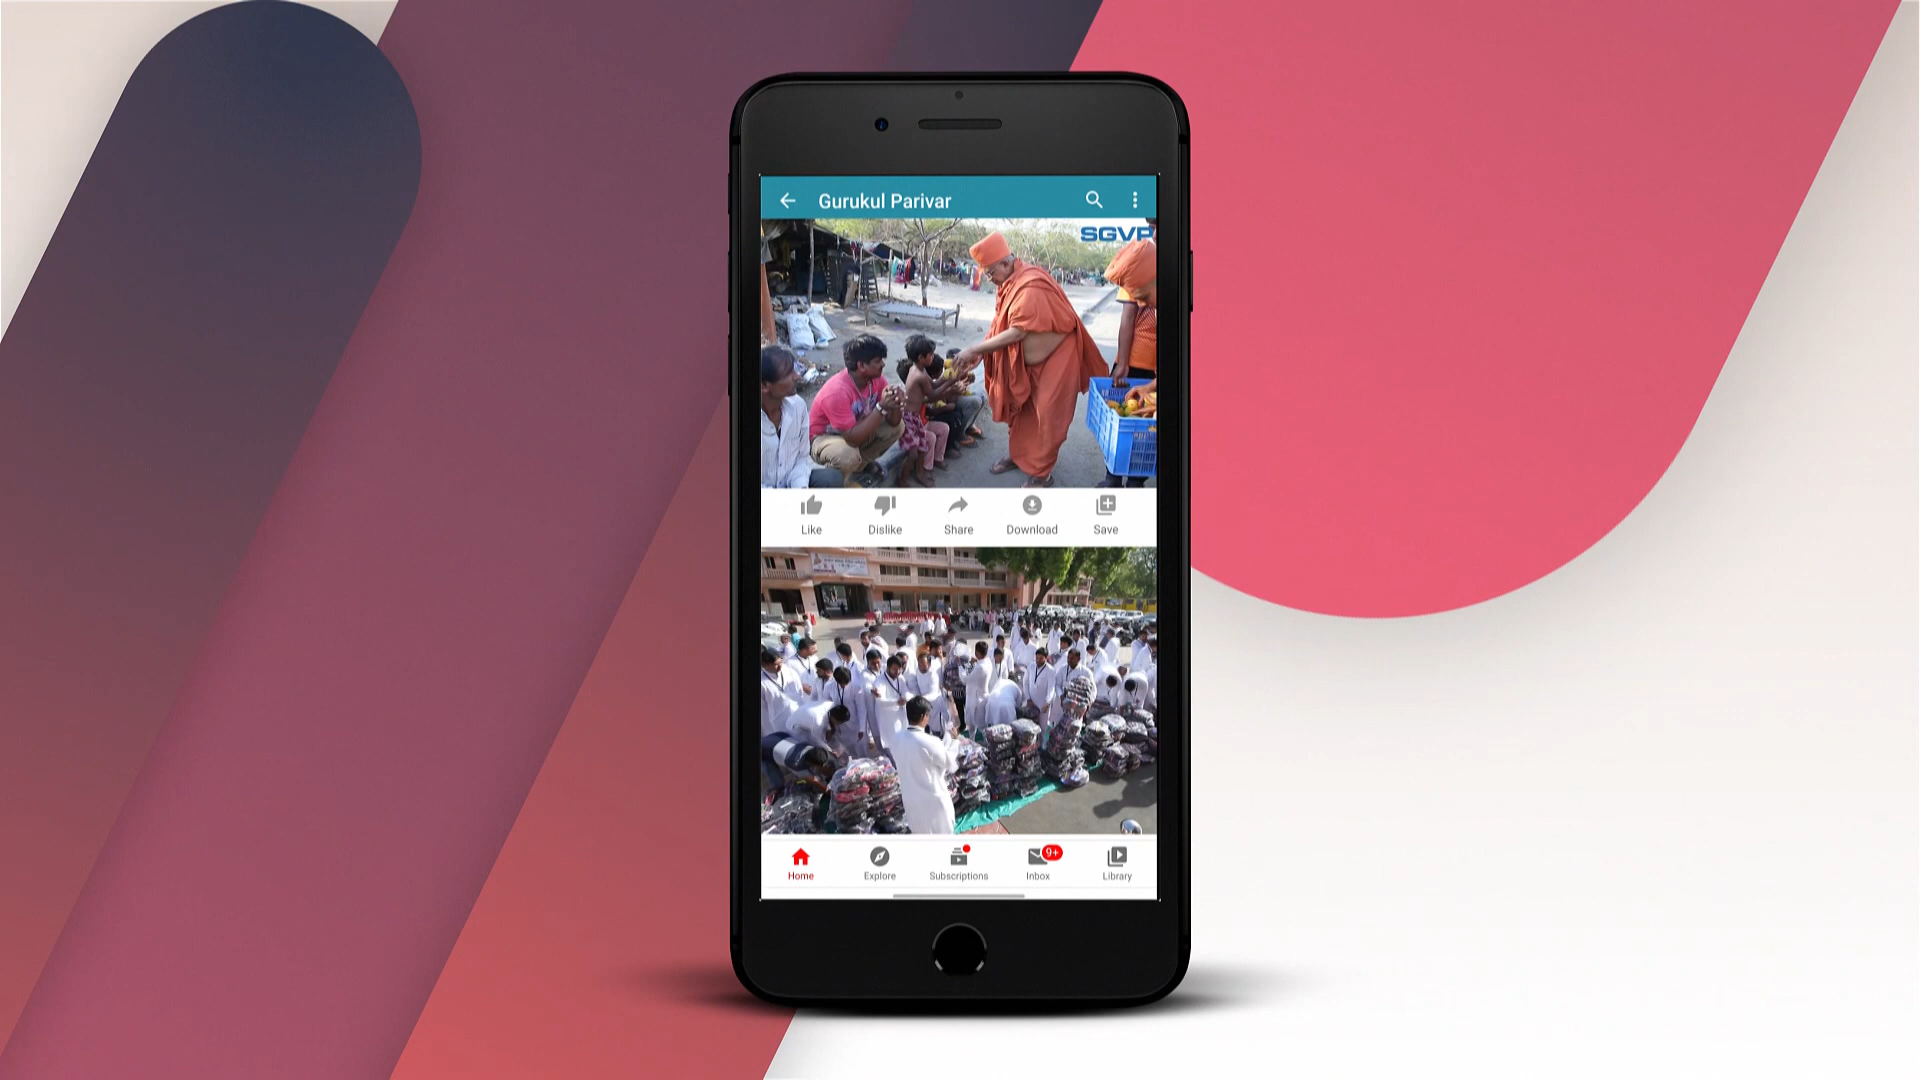 Gurukul Parivar
SGVP
Like Dislike Share Download Save
9+
Home Explore Subscriptions Inbox Library